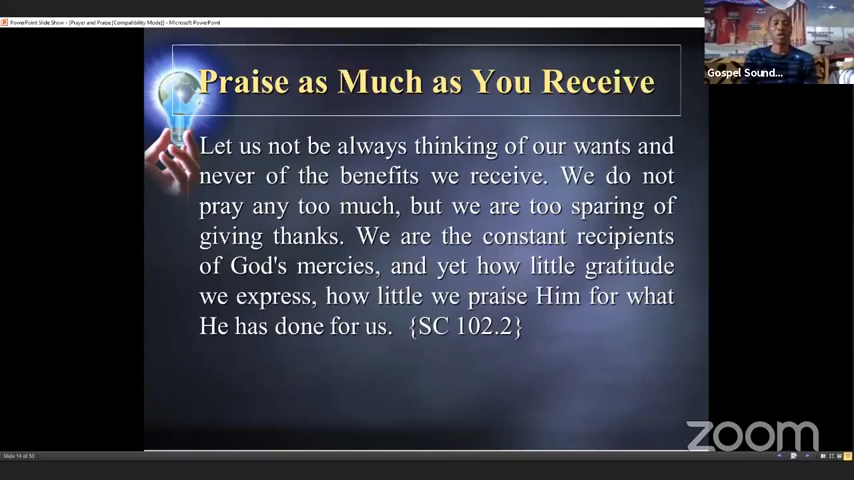 PowerPoint Slide Show - [Prayer and Praise [Compatibility Mode]] - Microsoft PowerPoint
Gospel Sound...
Praise as Much as You Receive
Let us not be always thinking of our wants and
never of the benefits we receive. We do not
pray any too much, but we are too sparing of
giving thanks. We are the constant recipients
of God's mercies, and yet how little gratitude
we express, how little we praise Him for what
He has done for us. {SC 102.2}
zoom
Slide 14 of 50